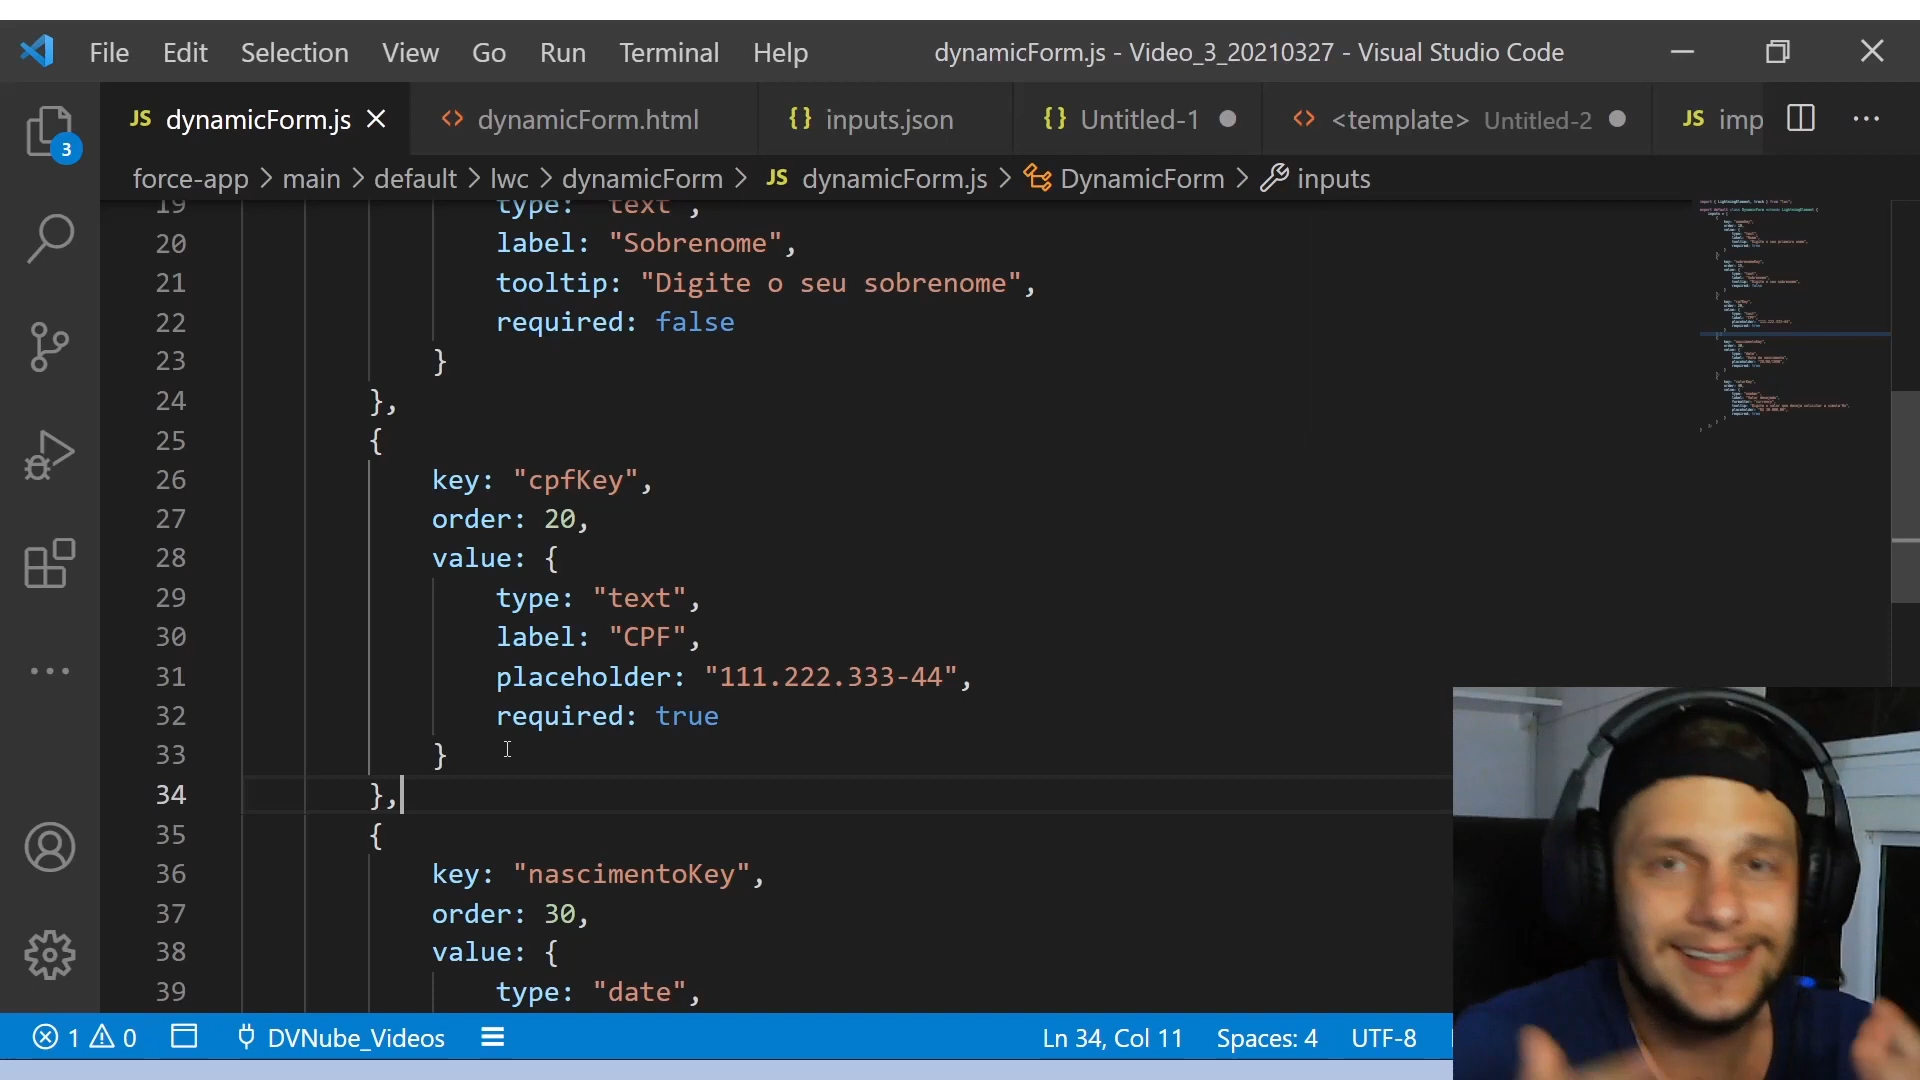 File Edit Selection View Go Run Terminal Help dynamicForm.js - Video_3_20210327 - Visual Studio Code
JS dynamicForm.js <> dynamicForm.html {} inputs.json {} Untitled-1 <> <template> Untitled-2 JS imp
force-app > main > default > lwc > dynamicForm > JS dynamicForm.js > DynamicForm > inputs
3
19 type: "text",
20 label: "Sobrenome",
21 tooltip: "Digite o seu sobrenome",
22 required: false
23 }
24 },
25 {
26 key: "cpfKey",
27 order: 20,
28 value: {
29 type: "text",
30 label: "CPF",
31 placeholder: "111.222.333-44",
32 required: true
33 }
34 },
35 {
36 key: "nascimentoKey",
37 order: 30,
38 value: {
39 type: "date",
1 0 DVNube_Videos Ln 34, Col 11 Spaces: 4 UTF-8